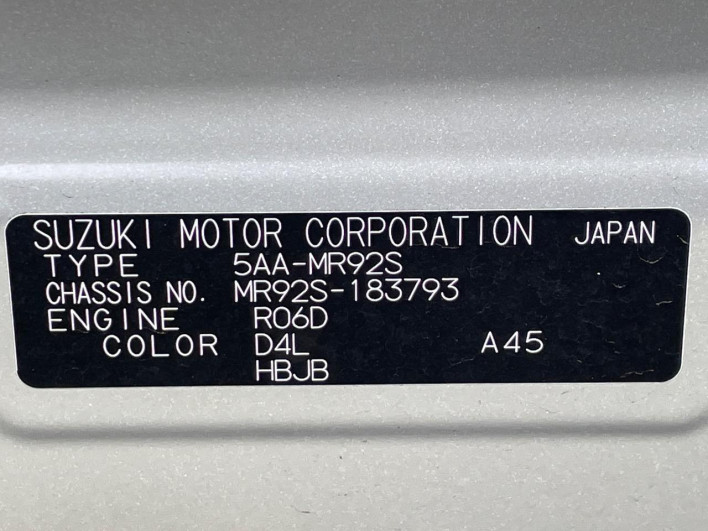 SUZUKI MOTOR CORPORATION JAPAN
TYPE 5AA-MR92S
CHASSIS NO. MR92S-183793
ENGINE R06D
COLOR D4L A45
HBJB